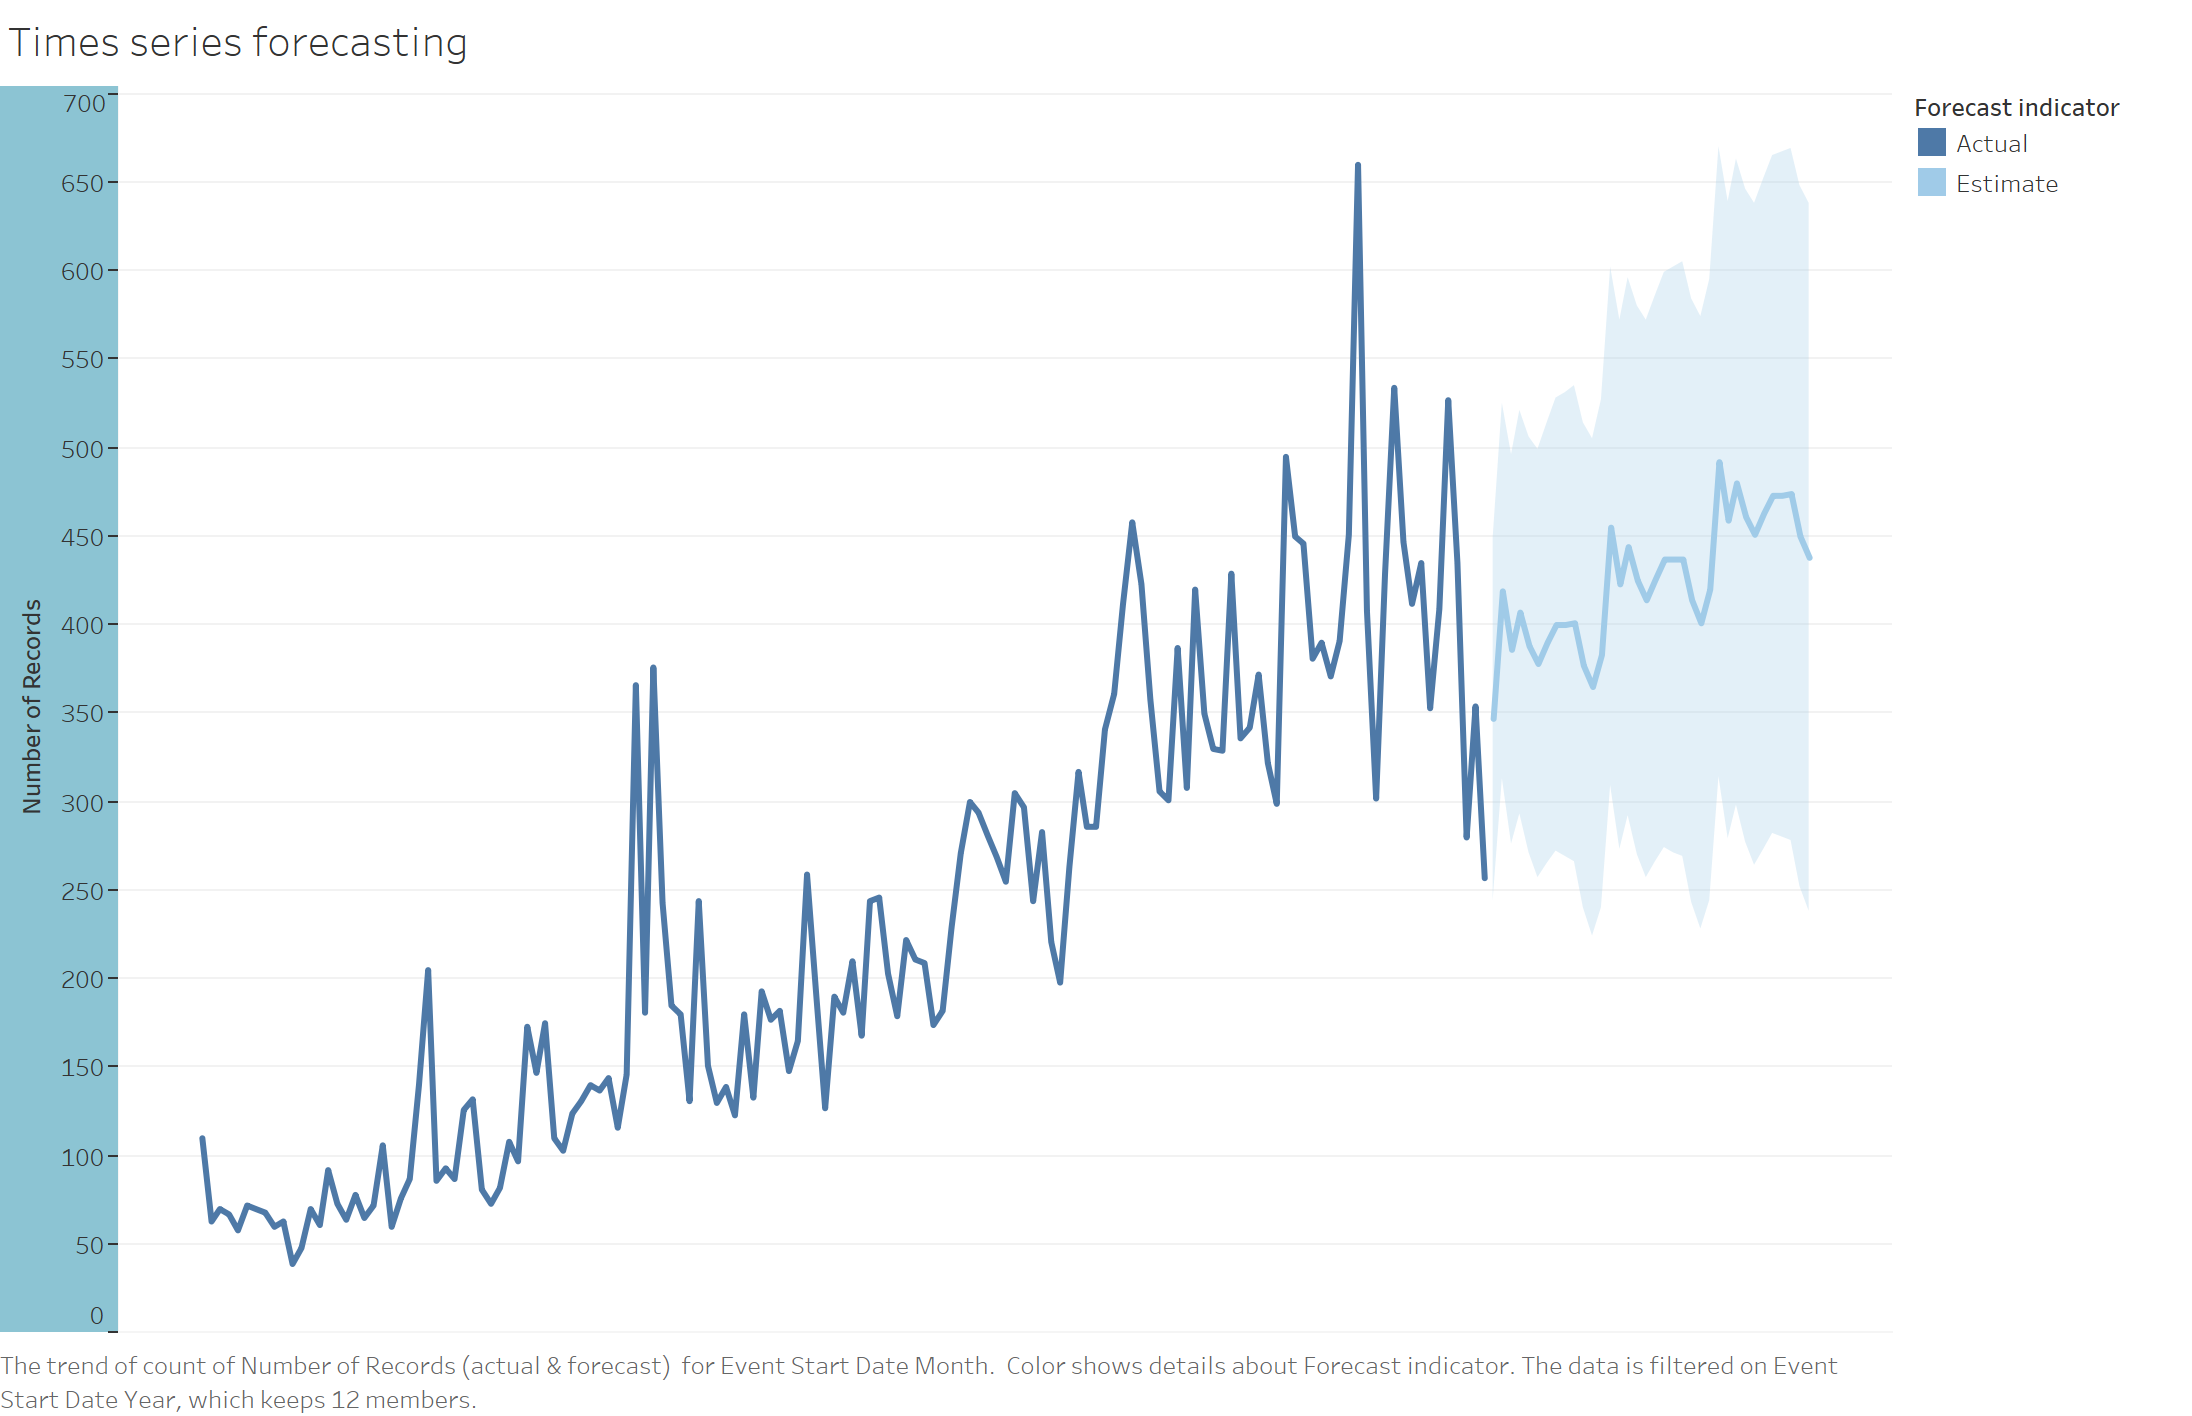 Times series forecasting
700
650
600
550
500
450
400
350
300
250
200
150
100
50
0
Number of Records
Forecast indicator
Actual
Estimate
The trend of count of Number of Records (actual & forecast)  for Event Start Date Month.  Color shows details about Forecast indicator. The data is filtered on Event
Start Date Year, which keeps 12 members.